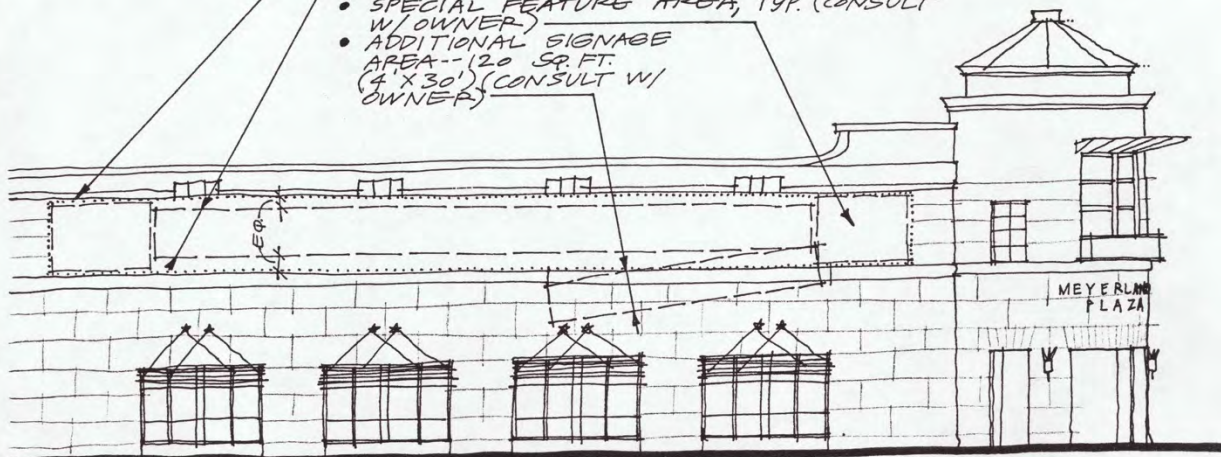 • SPECIAL FEATURE AREA, TYP. (CONSULT
W/ OWNER)
• ADDITIONAL SIGNAGE
AREA--120 SQ. FT.
(4'X30') (CONSULT W/
OWNER)
EQ.
MEYERLAND
PLAZA